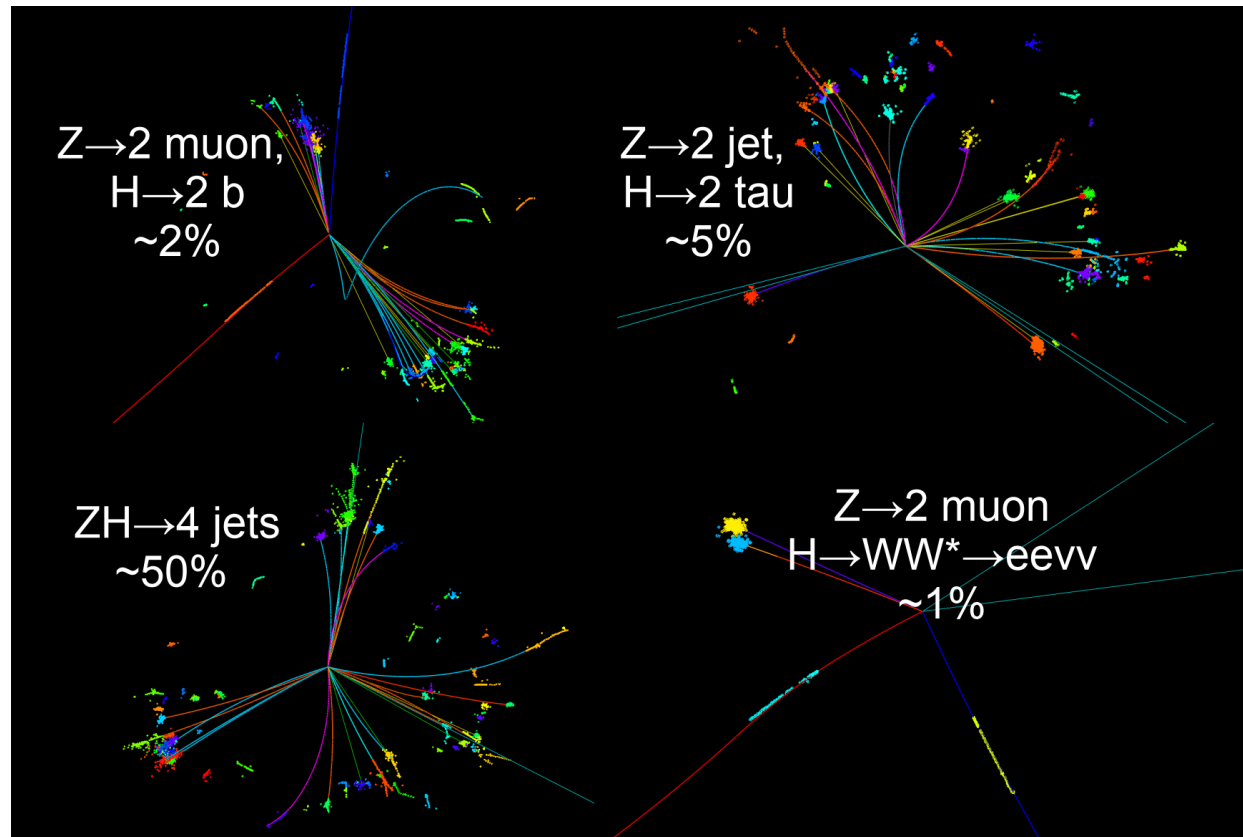 Z→2 muon,
H→2 b
~2%
Z→2 jet,
H→2 tau
~5%
ZH→4 jets
~50%
Z→2 muon
H→WW*→eevv
~1%